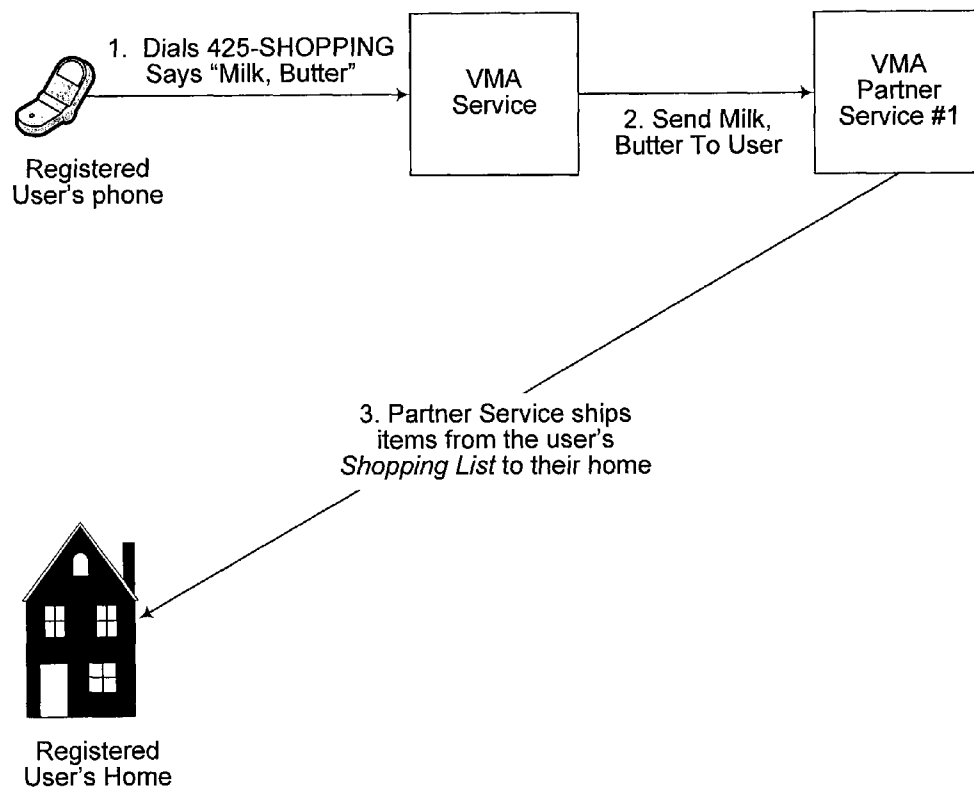 1. Dials 425-SHOPPING
Says “Milk, Butter”
VMA
Service
VMA
Partner
Service #1
2. Send Milk,
Butter To User
Registered
User's phone
3. Partner Service ships
items from the user's
Shopping List to their home
Registered
User's Home